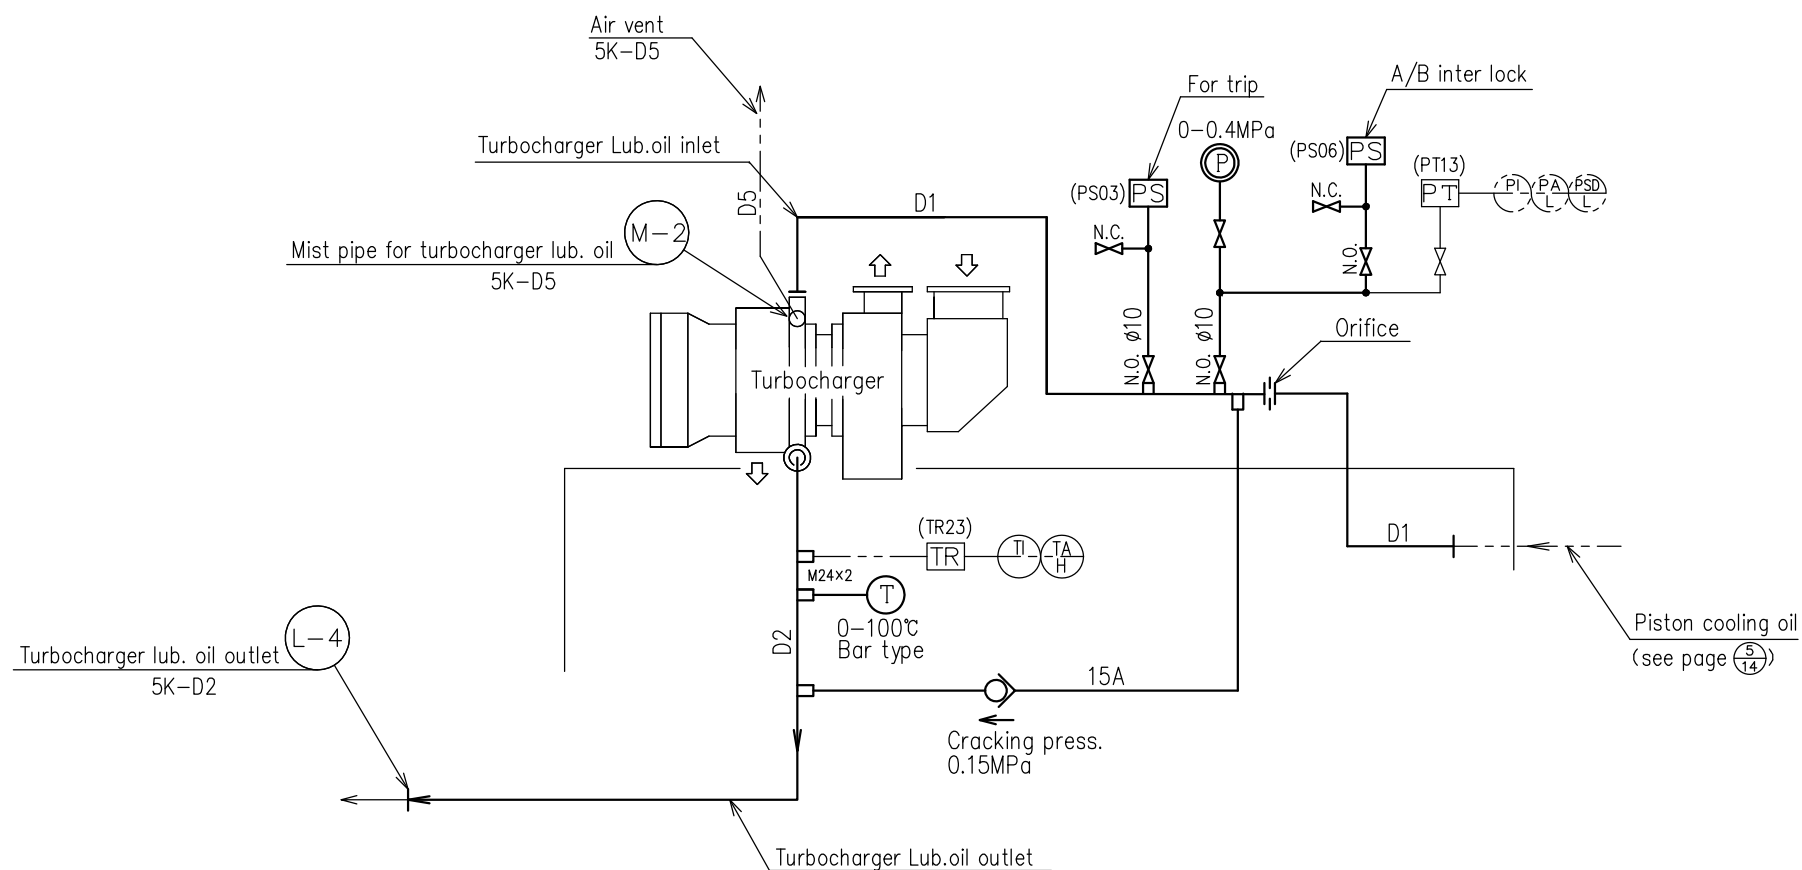 Air vent
5K-D5
A/B inter lock
For trip
0-0.4MPa
Turbocharger Lub.oil inlet
(PS06) PS
(PT13)
(PS03) PS
P
PT
PI
PA
L
PSD
L
N.C.
D5
D1
M-2
N.C.
Mist pipe for turbocharger lub. oil
5K-D5
N.O.
ø10
ø10
Orifice
N.O.
N.O.
Turbocharger
(TR23)
TR
TI
TA
H
D1
M24×2
T
0-100℃
Bar type
D2
L-4
Turbocharger lub. oil outlet
5K-D2
Piston cooling oil
(see page 5/14)
15A
Cracking press.
0.15MPa
Turbocharger Lub.oil outlet